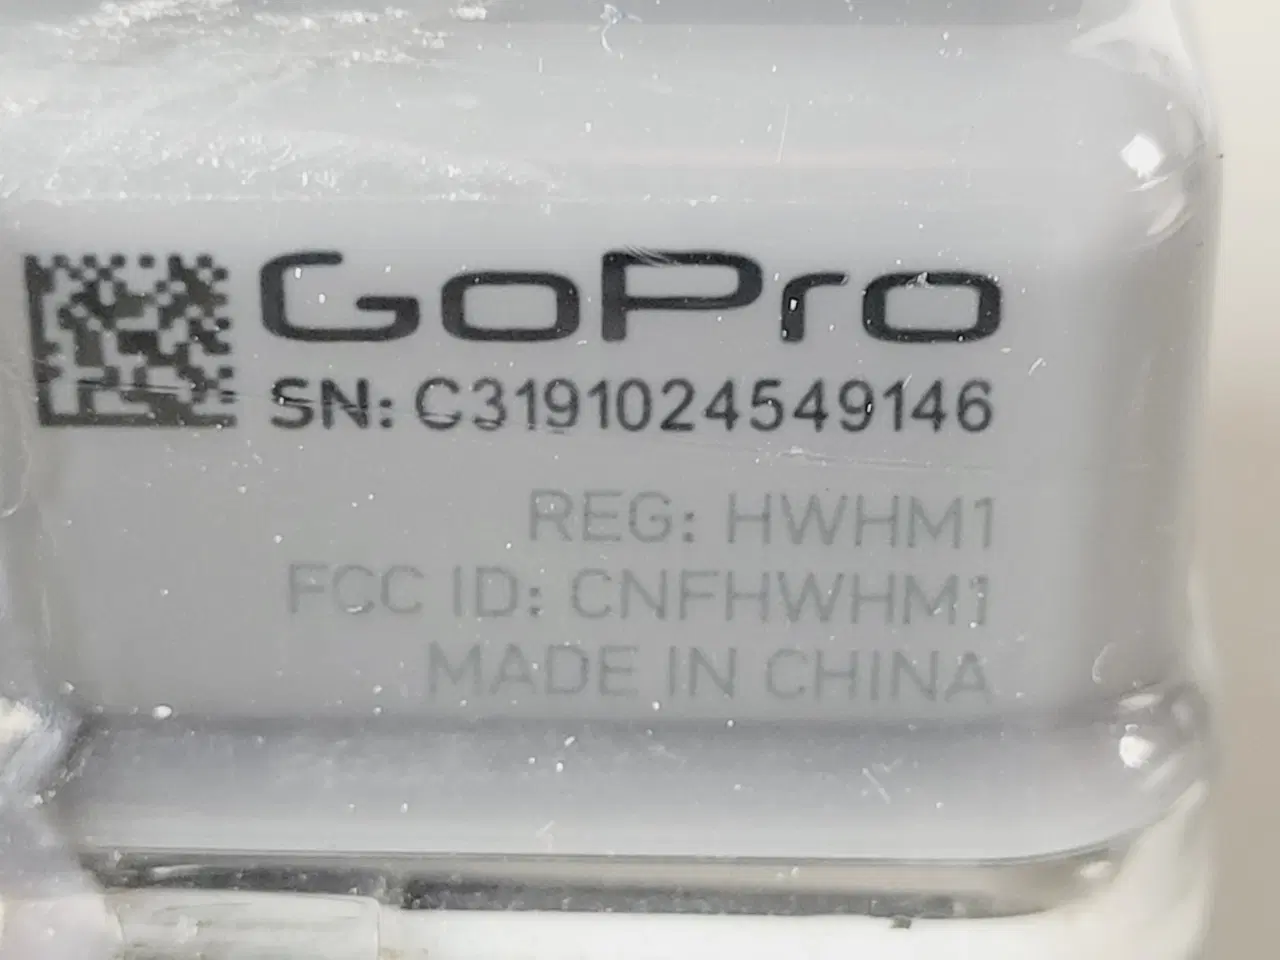 GoPro
SN: C3191024549146
REG: HWHM1
FCC ID: CNFHWHM1
MADE IN CHINA